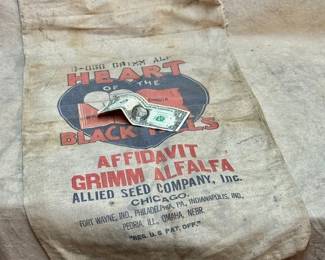 HEART
OF THE
BLACK HILLS
AFFIDAVIT
GRIMM ALFALFA
ALLIED SEED COMPANY, Inc.
CHICAGO,
FORT WAYNE, IND., PHILADELPHIA, PA., INDIANAPOLIS, IND.,
PEORIA, ILL., OMAHA, NEBR.
"REG. U.S. PAT. OFF."